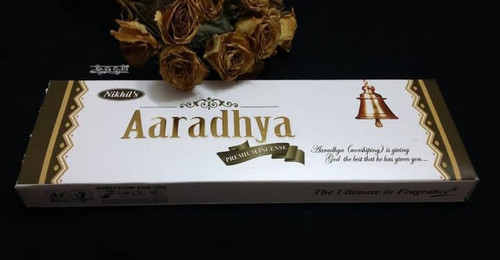 Nikhil's
Aaradhya
PREMIUM INCENSE
Aaradhya (worshiping) is giving
God the best that he has given you...
DIRECTION FOR USE
The Ultimate in Fragrance